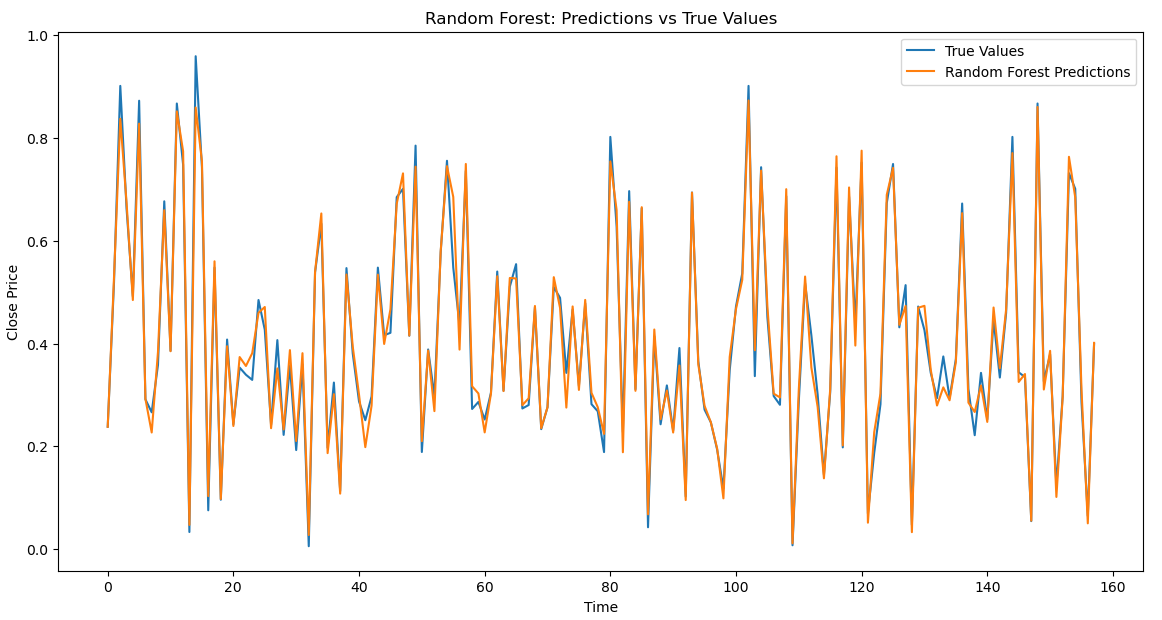 Random Forest: Predictions vs True Values
True Values
Random Forest Predictions
Close Price
1.0
0.8
0.6
0.4
0.2
0.0
0 20 40 60 80 100 120 140 160
Time